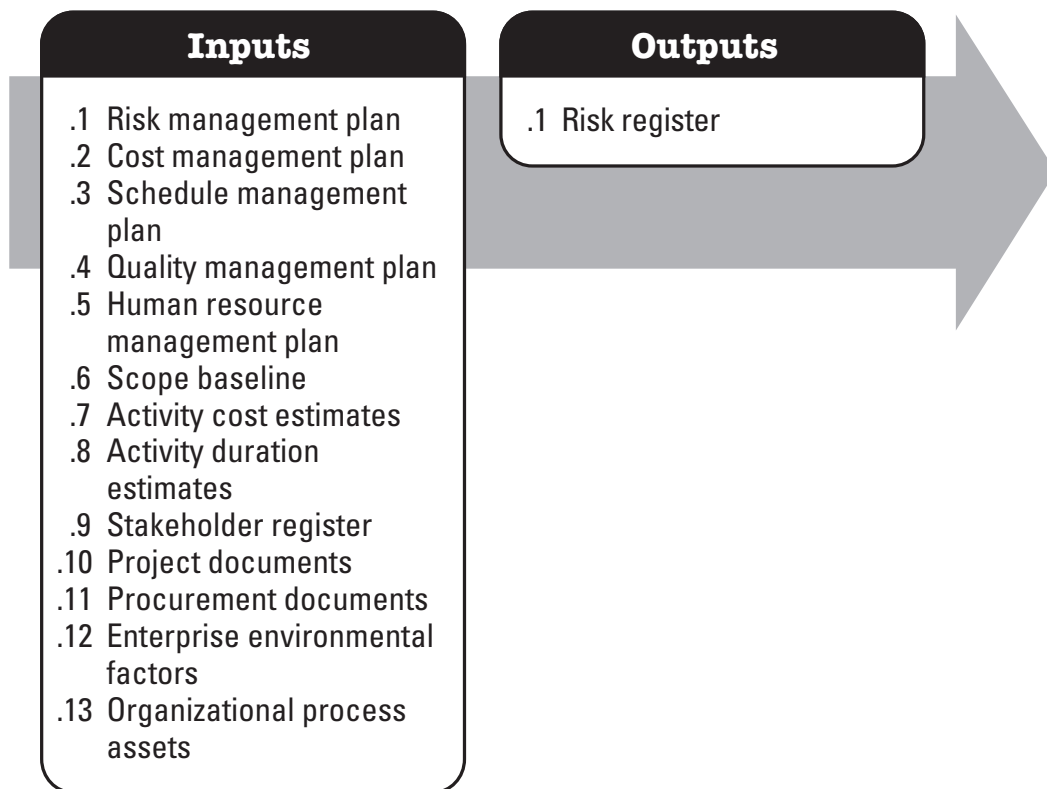 Inputs
.1 Risk management plan
.2 Cost management plan
.3 Schedule management
plan
.4 Quality management plan
.5 Human resource
management plan
.6 Scope baseline
.7 Activity cost estimates
.8 Activity duration
estimates
.9 Stakeholder register
.10 Project documents
.11 Procurement documents
.12 Enterprise environmental
factors
.13 Organizational process
assets
Outputs
.1 Risk register